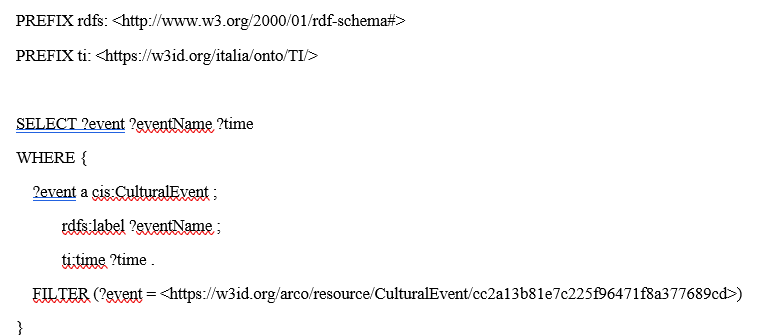 PREFIX rdfs: <http://www.w3.org/2000/01/rdf-schema#>
PREFIX ti: <https://w3id.org/italia/onto/TI/>
SELECT ?event ?eventName ?time
WHERE {
?event a cis:CulturalEvent ;
rdfs:label ?eventName ;
ti:time ?time .
FILTER (?event = <https://w3id.org/arco/resource/CulturalEvent/cc2a13b81e7c225f96471f8a377689cd>)
}